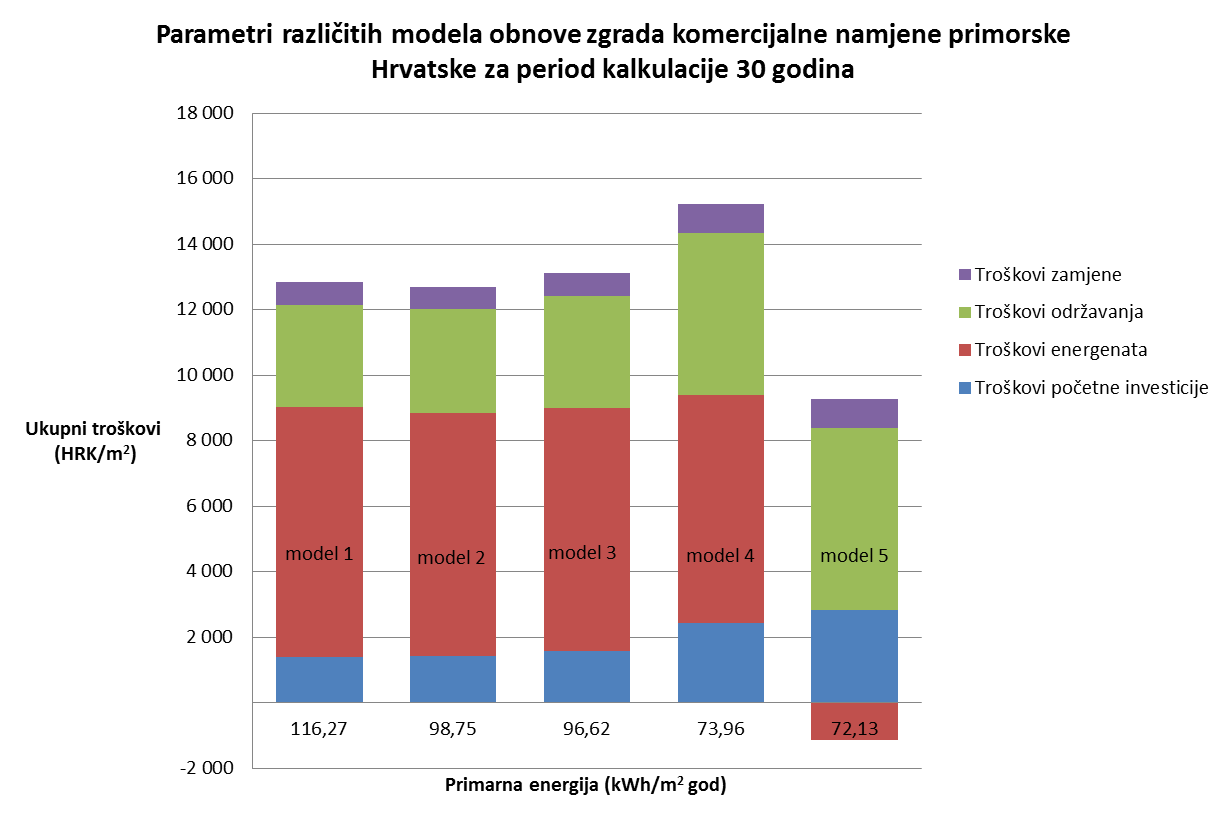 Parametri različitih modela obnove zgrada komercijalne namjene primorske
Hrvatske za period kalkulacije 30 godina
18 000
16 000
14 000
12 000
10 000
8 000
6 000
4 000
2 000
-2 000
Ukupni troškovi
(HRK/m²)
model 1
model 2
model 3
model 4
model 5
116,27
98,75
96,62
73,96
72,13
Primarna energija (kWh/m² god)
Troškovi zamjene
Troškovi održavanja
Troškovi energenata
Troškovi početne investicije